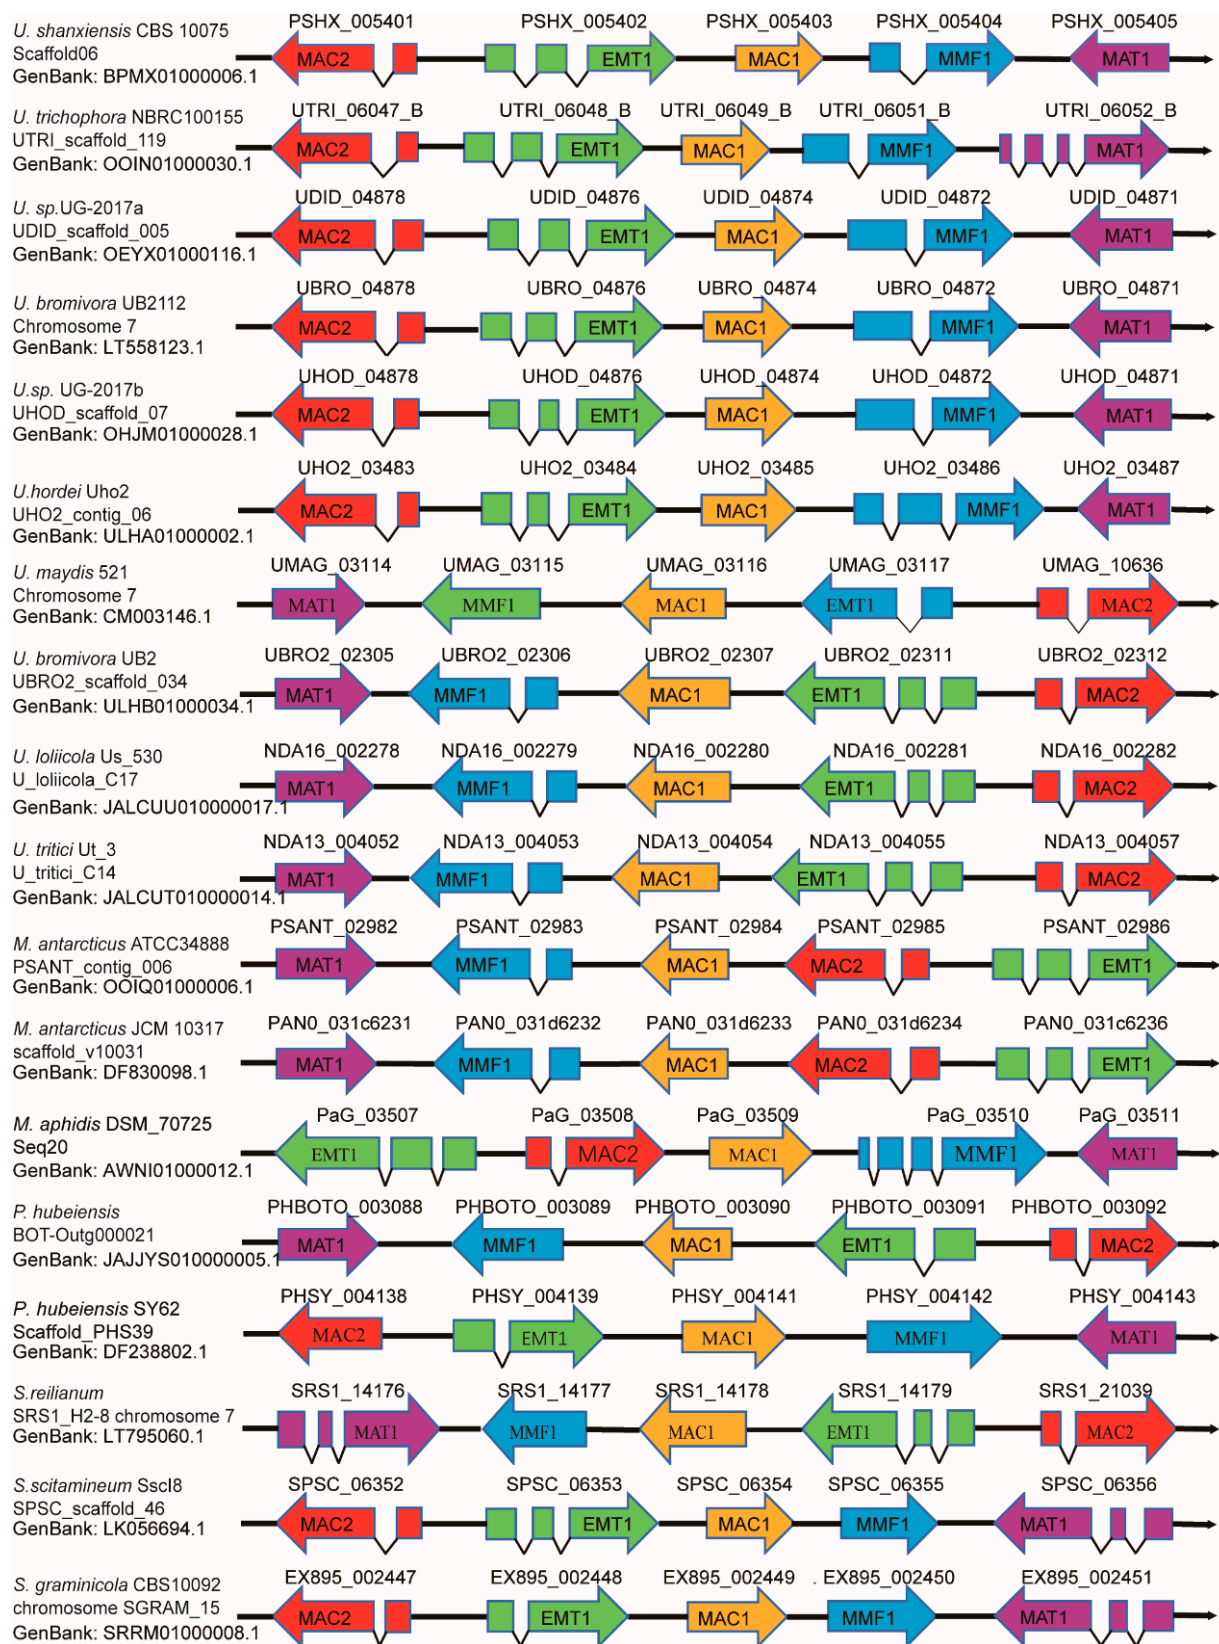 PSHX_005401 PSHX_005402 PSHX_005403 PSHX_005404 PSHX_005405
U. shanxiensis CBS 10075
Scaffold06
GenBank: BPMX01000006.1
MAC2 EMT1 MAC1 MMF1 MAT1
UTRI_06047_B UTRI_06048_B UTRI_06049_B UTRI_06051_B UTRI_06052_B
U. trichophora NBRC100155
UTRI_scaffold_119
GenBank: OOIN01000030.1
MAC2 EMT1 MAC1 MMF1 MAT1
UDID_04878 UDID_04876 UDID_04874 UDID_04872 UDID_04871
U. sp.UG-2017a
UDID_scaffold_005
GenBank: OEYX01000116.1
MAC2 EMT1 MAC1 MMF1 MAT1
UBRO_04878 UBRO_04876 UBRO_04874 UBRO_04872 UBRO_04871
U. bromivora UB2112
Chromosome 7
GenBank: LT558123.1
MAC2 EMT1 MAC1 MMF1 MAT1
UHOD_04878 UHOD_04876 UHOD_04874 UHOD_04872 UHOD_04871
U.sp. UG-2017b
UHOD_scaffold_07
GenBank: OHJM01000028.1
MAC2 EMT1 MAC1 MMF1 MAT1
UHO2_03483 UHO2_03484 UHO2_03485 UHO2_03486 UHO2_03487
U.hordei Uho2
UHO2_contig_06
GenBank: ULHA01000002.1
MAC2 EMT1 MAC1 MMF1 MAT1
UMAG_03114 UMAG_03115 UMAG_03116 UMAG_03117 UMAG_10636
U. maydis 521
Chromosome 7
GenBank: CM003146.1
MAT1 MMF1 MAC1 EMT1 MAC2
UBRO2_02305 UBRO2_02306 UBRO2_02307 UBRO2_02311 UBRO2_02312
U. bromivora UB2
UBRO2_scaffold_034
GenBank: ULHB01000034.1
MAT1 MMF1 MAC1 EMT1 MAC2
NDA16_002278 NDA16_002279 NDA16_002280 NDA16_002281 NDA16_002282
U. loliicola Us_530
U_loliicola_C17
GenBank: JALCUU010000017.1
MAT1 MMF1 MAC1 EMT1 MAC2
NDA13_004052 NDA13_004053 NDA13_004054 NDA13_004055 NDA13_004057
U. tritici Ut_3
U_tritici_C14
GenBank: JALCUT010000014.1
MAT1 MMF1 MAC1 EMT1 MAC2
PSANT_02982 PSANT_02983 PSANT_02984 PSANT_02985 PSANT_02986
M. antarcticus ATCC34888
PSANT_contig_006
GenBank: OOIQ01000006.1
MAT1 MMF1 MAC1 MAC2 EMT1
PAN0_031c6231 PAN0_031d6232 PAN0_031d6233 PAN0_031d6234 PAN0_031c6236
M. antarcticus JCM 10317
scaffold_v10031
GenBank: DF830098.1
MAT1 MMF1 MAC1 MAC2 EMT1
PaG_03507 PaG_03508 PaG_03509 PaG_03510 PaG_03511
M. aphidis DSM_70725
Seq20
GenBank: AWNI01000012.1
EMT1 MAC2 MAC1 MMF1 MAT1
PHBOTO_003088 PHBOTO_003089 PHBOTO_003090 PHBOTO_003091 PHBOTO_003092
P. hubeiensis
BOT-Outg000021
GenBank: JAJJYS010000005.1
MAT1 MMF1 MAC1 EMT1 MAC2
PHSY_004138 PHSY_004139 PHSY_004141 PHSY_004142 PHSY_004143
P. hubeiensis SY62
Scaffold_PHS39
GenBank: DF238802.1
MAC2 EMT1 MAC1 MMF1 MAT1
SRS1_14176 SRS1_14177 SRS1_14178 SRS1_14179 SRS1_21039
S.reilianum
SRS1_H2-8 chromosome 7
GenBank: LT795060.1
MAT1 MMF1 MAC1 EMT1 MAC2
SPSC_06352 SPSC_06353 SPSC_06354 SPSC_06355 SPSC_06356
S.scitamineum SscI8
SPSC_scaffold_46
GenBank: LK056694.1
MAC2 EMT1 MAC1 MMF1 MAT1
EX895_002447 EX895_002448 EX895_002449 . EX895_002450 EX895_002451
S. graminicola CBS10092
chromosome SGRAM_15
GenBank: SRRM01000008.1
MAC2 EMT1 MAC1 MMF1 MAT1